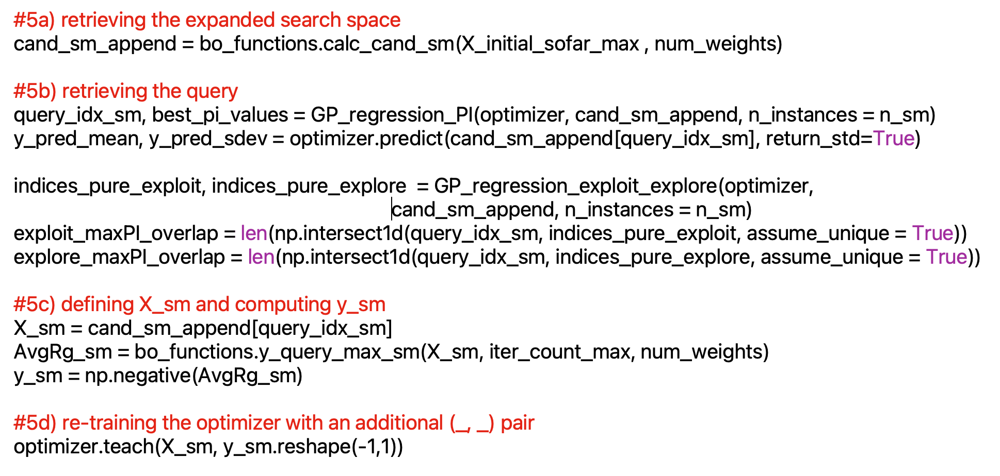 #5a) retrieving the expanded search space
cand_sm_append = bo_functions.calc_cand_sm(X_initial_sofar_max , num_weights)
#5b) retrieving the query
query_idx_sm, best_pi_values = GP_regression_PI(optimizer, cand_sm_append, n_instances = n_sm)
y_pred_mean, y_pred_sdev = optimizer.predict(cand_sm_append[query_idx_sm], return_std=True)
indices_pure_exploit, indices_pure_explore  = GP_regression_exploit_explore(optimizer,
cand_sm_append, n_instances = n_sm)
exploit_maxPI_overlap = len(np.intersect1d(query_idx_sm, indices_pure_exploit, assume_unique = True))
explore_maxPI_overlap = len(np.intersect1d(query_idx_sm, indices_pure_explore, assume_unique = True))
#5c) defining X_sm and computing y_sm
X_sm = cand_sm_append[query_idx_sm]
AvgRg_sm = bo_functions.y_query_max_sm(X_sm, iter_count_max, num_weights)
y_sm = np.negative(AvgRg_sm)
#5d) re-training the optimizer with an additional (_, _) pair
optimizer.teach(X_sm, y_sm.reshape(-1,1))